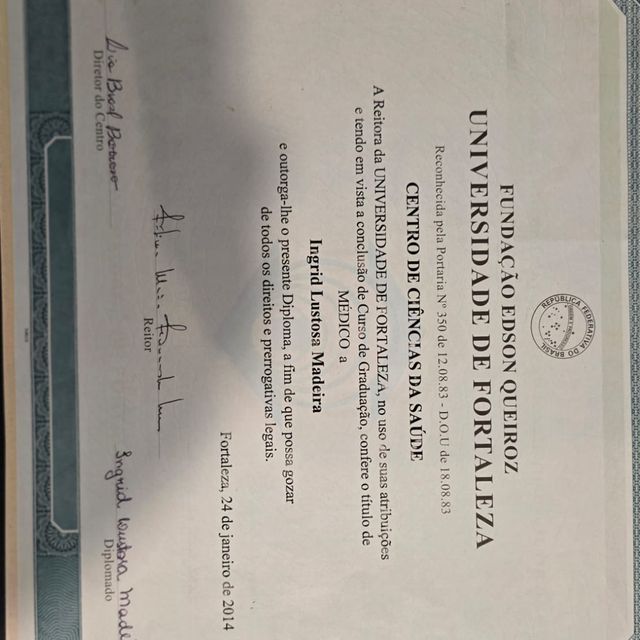 REPÚBLICA FEDERATIVA DO BRASIL
FUNDAÇÃO EDSON QUEIROZ
UNIVERSIDADE DE FORTALEZA
Reconhecida pela Portaria Nº 350 de 12.08.83 - D.O.U de 18.08.83
CENTRO DE CIÊNCIAS DA SAÚDE
A Reitora da UNIVERSIDADE DE FORTALEZA, no uso de suas atribuições
e tendo em vista a conclusão de Curso de Graduação, confere o título de
MÉDICO a
Ingrid Lustosa Madeira
e outorga-lhe o presente Diploma, a fim de que possa gozar
de todos os direitos e prerrogativas legais.
Fortaleza, 24 de janeiro de 2014
Reitor
Diretor do Centro
Ingrid Lustosa Made
Diplomado